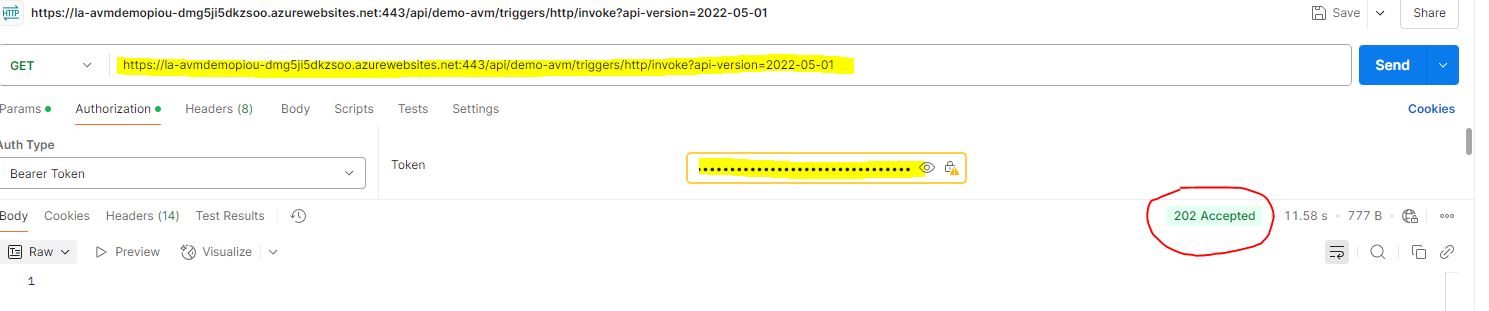 HTTP https://la-avmdemopiou-dmg5ji5dkzsoo.azurewebsites.net:443/api/demo-avm/triggers/http/invoke?api-version=2022-05-01 Save Share
GET https://la-avmdemopiou-dmg5ji5dkzsoo.azurewebsites.net:443/api/demo-avm/triggers/http/invoke?api-version=2022-05-01 Send
Params Authorization Headers (8) Body Scripts Tests Settings Cookies
Auth Type
Bearer Token
Token ••••••••••••••••••••••••••••••••••
Body Cookies Headers (14) Test Results 202 Accepted 11.58 s 777 B
Raw Preview Visualize
1